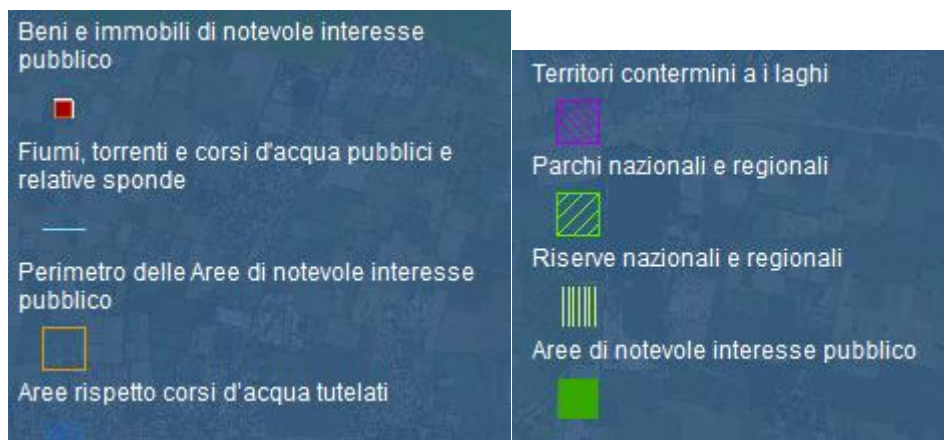 Beni e immobili di notevole interesse
pubblico
Fiumi, torrenti e corsi d'acqua pubblici e
relative sponde
Perimetro delle Aree di notevole interesse
pubblico
Aree rispetto corsi d'acqua tutelati
Territori contermini a i laghi
Parchi nazionali e regionali
Riserve nazionali e regionali
Aree di notevole interesse pubblico